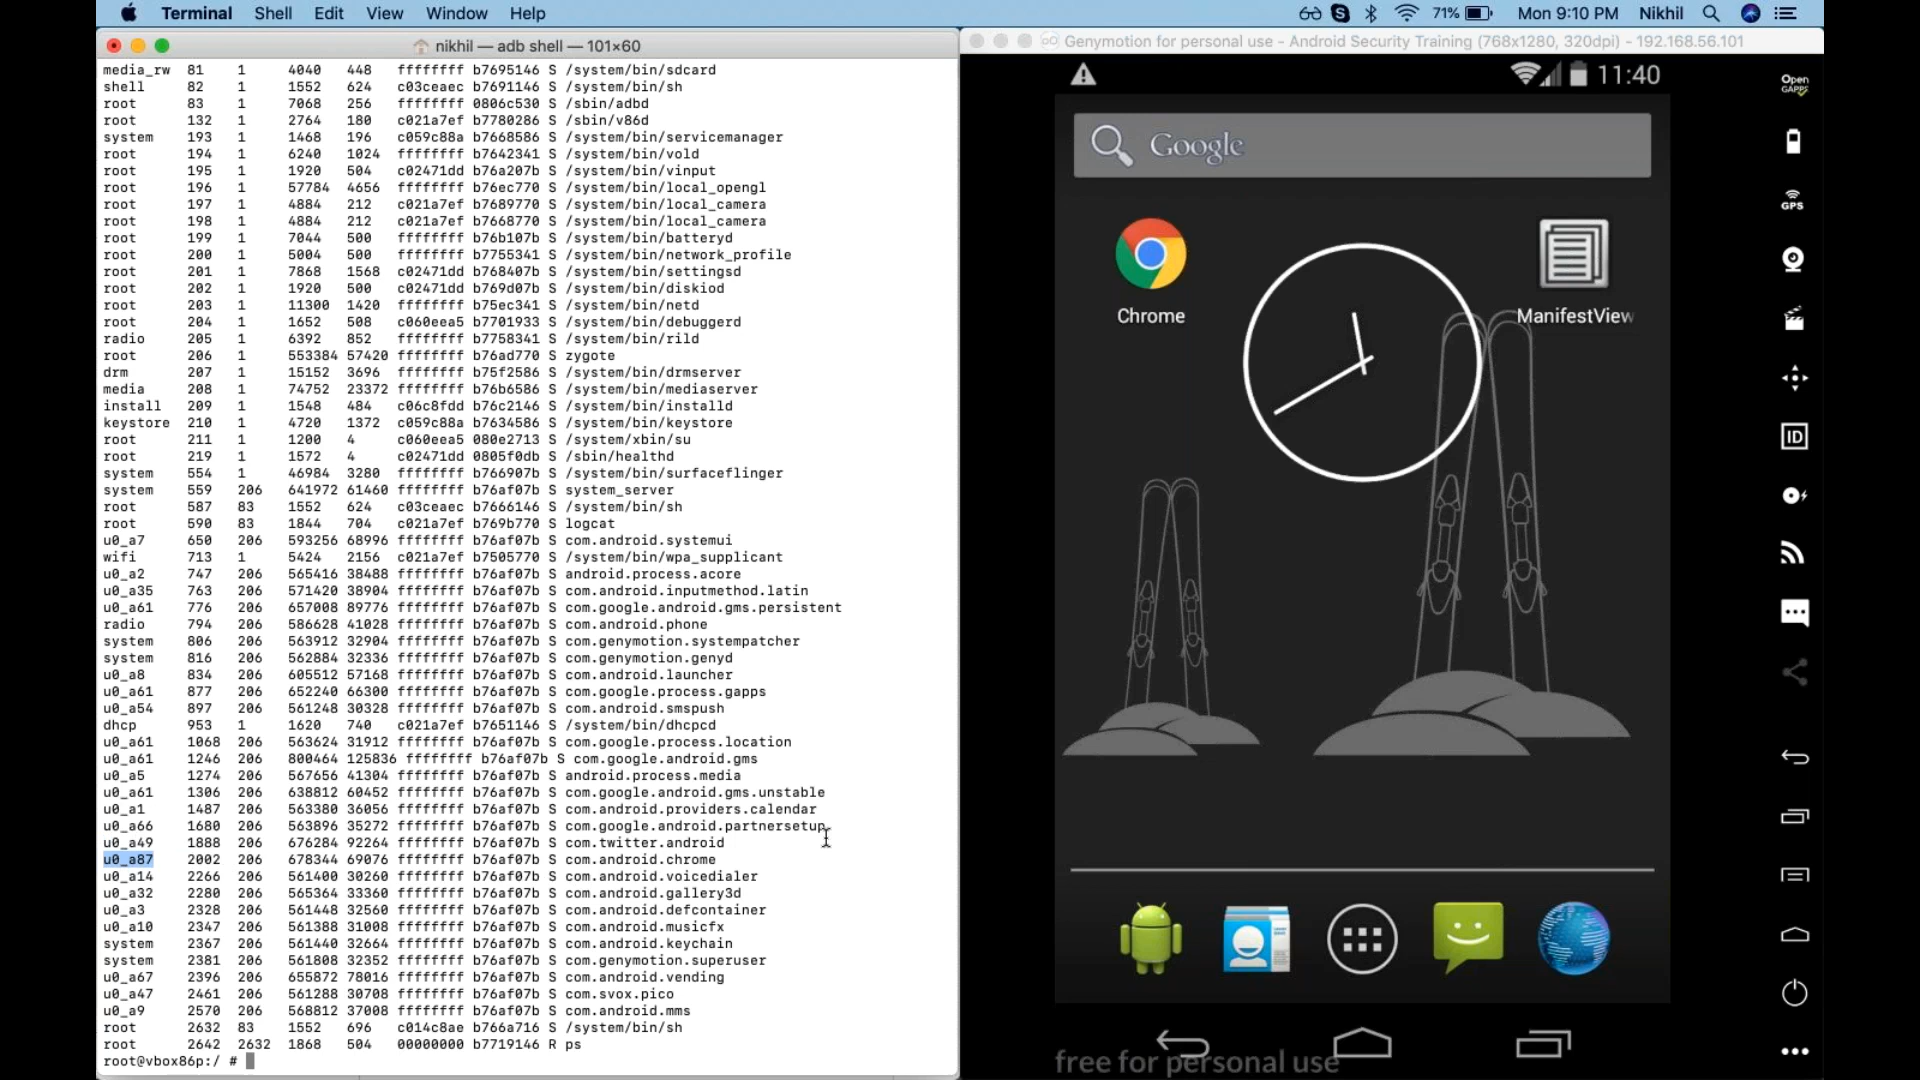 Terminal Shell Edit View Window Help
71% Mon 9:10 PM Nikhil
nikhil — adb shell — 101×60
media_rw 81 1 4040 448 ffffffff b7695146 S /system/bin/sdcard
shell 82 1 1552 624 c03ceaec b7691146 S /system/bin/sh
root 83 1 7068 256 ffffffff 0806c530 S /sbin/adbd
root 132 1 2764 180 c021a7ef b7780286 S /sbin/v86d
system 193 1 1468 196 c059c88a b7668586 S /system/bin/servicemanager
root 194 1 6240 1024 ffffffff b7642341 S /system/bin/vold
root 195 1 1920 504 c02471dd b76a207b S /system/bin/vinput
root 196 1 57784 4656 ffffffff b76ec770 S /system/bin/local_opengl
root 197 1 4884 212 c021a7ef b7689770 S /system/bin/local_camera
root 198 1 4884 212 c021a7ef b7668770 S /system/bin/local_camera
root 199 1 7044 500 ffffffff b76b107b S /system/bin/batteryd
root 200 1 5004 500 ffffffff b7755341 S /system/bin/network_profile
root 201 1 7868 1568 c02471dd b768407b S /system/bin/settingsd
root 202 1 1920 500 c02471dd b769d07b S /system/bin/diskiod
root 203 1 11300 1420 ffffffff b75ec341 S /system/bin/netd
root 204 1 1652 508 c060eea5 b7701933 S /system/bin/debuggerd
radio 205 1 6392 852 ffffffff b7758341 S /system/bin/rild
root 206 1 553384 57420 ffffffff b76ad770 S zygote
drm 207 1 15152 3696 ffffffff b75f2586 S /system/bin/drmserver
media 208 1 74752 23372 ffffffff b76b6586 S /system/bin/mediaserver
install 209 1 1548 484 c06c8fdd b76c2146 S /system/bin/installd
keystore 210 1 4720 1372 c059c88a b7634586 S /system/bin/keystore
root 211 1 1200 4 c060eea5 080e2713 S /system/xbin/su
root 219 1 1572 4 c02471dd 0805f0db S /sbin/healthd
system 554 1 46984 3280 ffffffff b766907b S /system/bin/surfaceflinger
system 559 206 641972 61460 ffffffff b76af07b S system_server
root 587 83 1552 624 c03ceaec b7666146 S /system/bin/sh
root 590 83 1844 704 c021a7ef b769b770 S logcat
u0_a7 650 206 593256 68996 ffffffff b76af07b S com.android.systemui
wifi 713 1 5424 2156 c021a7ef b7505770 S /system/bin/wpa_supplicant
u0_a2 747 206 565416 38488 ffffffff b76af07b S android.process.acore
u0_a35 763 206 571420 38904 ffffffff b76af07b S com.android.inputmethod.latin
u0_a61 776 206 657008 89776 ffffffff b76af07b S com.google.android.gms.persistent
radio 794 206 586628 41028 ffffffff b76af07b S com.android.phone
system 806 206 563912 32904 ffffffff b76af07b S com.genymotion.systempatcher
system 816 206 562884 32336 ffffffff b76af07b S com.genymotion.genyd
u0_a8 834 206 605512 57168 ffffffff b76af07b S com.android.launcher
u0_a61 877 206 652240 66300 ffffffff b76af07b S com.google.process.gapps
u0_a54 897 206 561248 30328 ffffffff b76af07b S com.android.smspush
dhcp 953 1 1620 740 c021a7ef b7651146 S /system/bin/dhcpcd
u0_a61 1068 206 563624 31912 ffffffff b76af07b S com.google.process.location
u0_a61 1246 206 800464 125836 ffffffff b76af07b S com.google.android.gms
u0_a5 1274 206 567656 41304 ffffffff b76af07b S android.process.media
u0_a61 1306 206 638812 60452 ffffffff b76af07b S com.google.android.gms.unstable
u0_a1 1487 206 563380 36056 ffffffff b76af07b S com.android.providers.calendar
u0_a66 1680 206 563896 35272 ffffffff b76af07b S com.google.android.partnersetup
u0_a49 1888 206 676284 92264 ffffffff b76af07b S com.twitter.android
u0_a87 2002 206 678344 69076 ffffffff b76af07b S com.android.chrome
u0_a14 2266 206 561400 30260 ffffffff b76af07b S com.android.voicedialer
u0_a32 2280 206 565364 33360 ffffffff b76af07b S com.android.gallery3d
u0_a3 2328 206 561448 32560 ffffffff b76af07b S com.android.defcontainer
u0_a10 2347 206 561388 31008 ffffffff b76af07b S com.android.musicfx
system 2367 206 561440 32664 ffffffff b76af07b S com.android.keychain
system 2381 206 561808 32352 ffffffff b76af07b S com.genymotion.superuser
u0_a67 2396 206 655872 78016 ffffffff b76af07b S com.android.vending
u0_a47 2461 206 561288 30708 ffffffff b76af07b S com.svox.pico
u0_a9 2570 206 568812 37008 ffffffff b76af07b S com.android.mms
root 2632 83 1552 696 c014c8ae b766a716 S /system/bin/sh
root 2642 2632 1868 504 00000000 b7719146 R ps
root@vbox86p:/ #
Genymotion for personal use - Android Security Training (768x1280, 320dpi) - 192.168.56.101
11:40
Google
Chrome
ManifestView
free for personal use
Open
GAPPS
GPS
ID